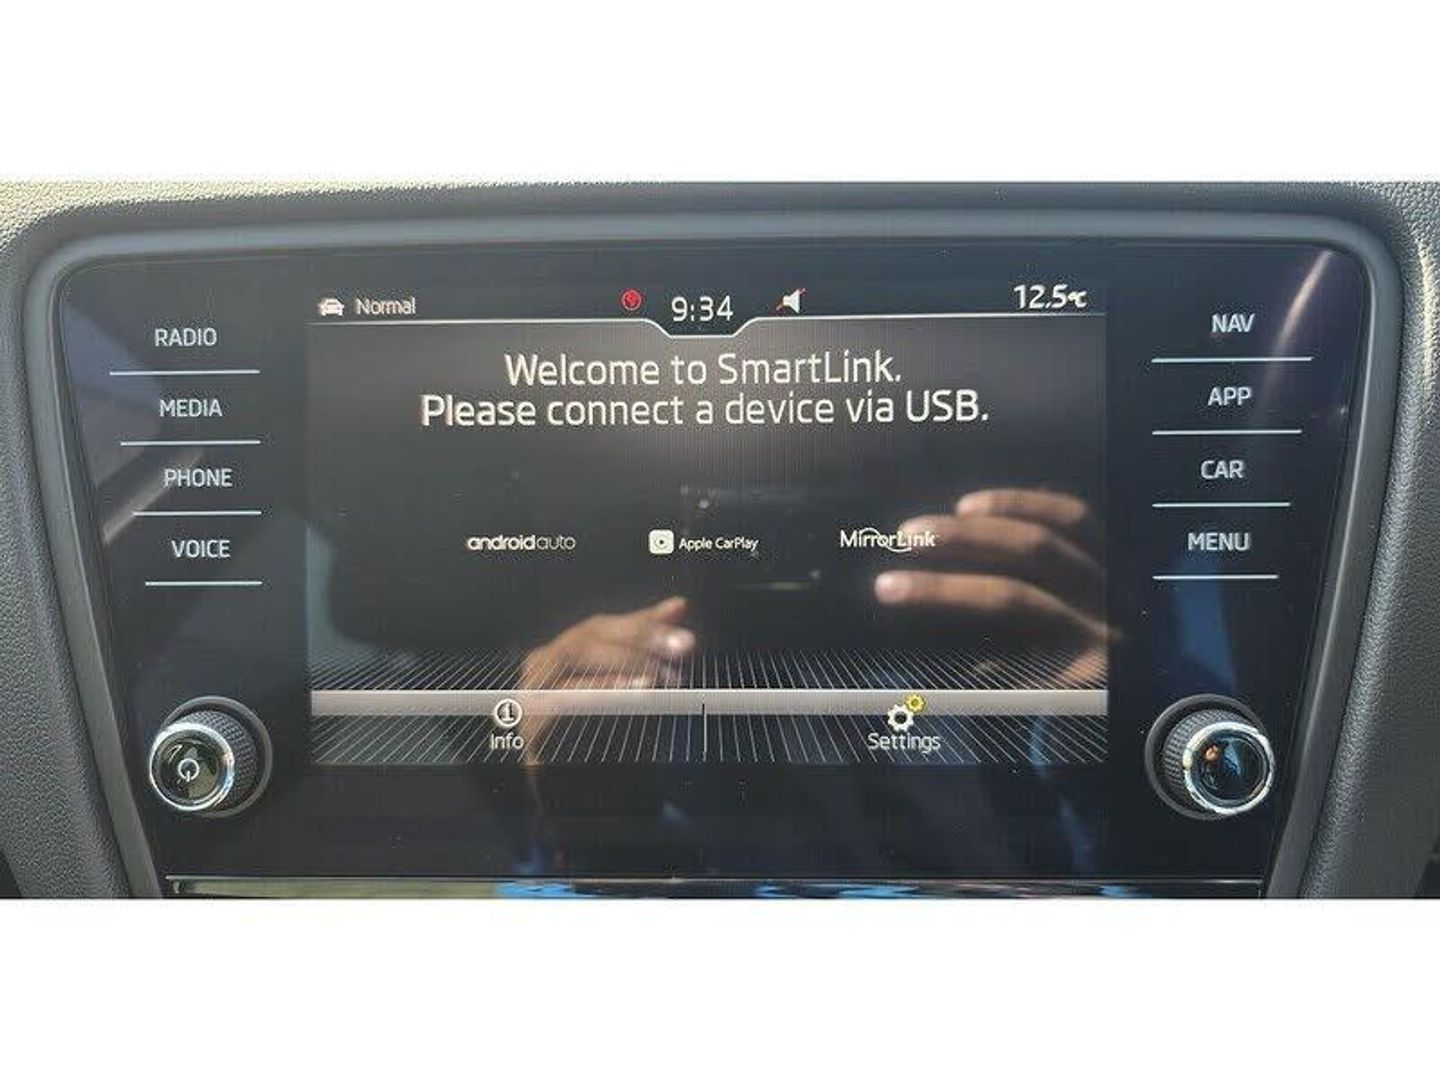 Normal 9:34 12.5°C
RADIO
MEDIA
PHONE
VOICE
Welcome to SmartLink.
Please connect a device via USB.
androidauto Apple CarPlay MirrorLink
Info Settings
NAV
APP
CAR
MENU